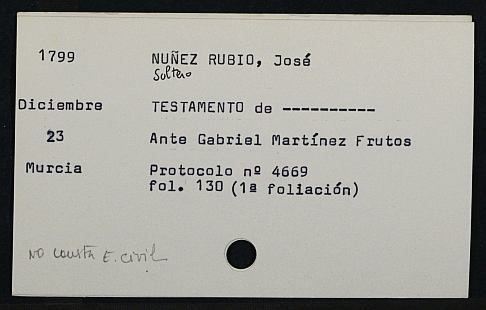 1799 NUÑEZ RUBIO, José
Soltero
Diciembre TESTAMENTO de ----------
23 Ante Gabriel Martínez Frutos
Murcia Protocolo nº 4669
fol. 130 (1ª foliación)
NO consta E. civil